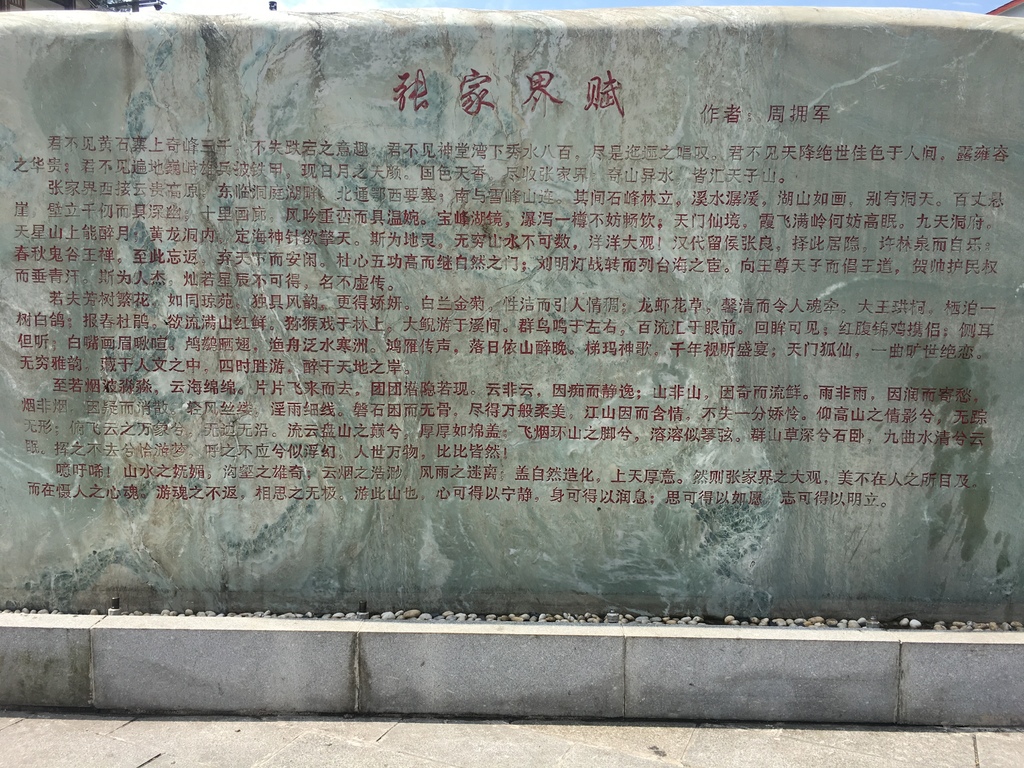 张家界赋
作者：周拥军
君不见黄石寨上奇峰三千，不失跌宕之意趣；君不见神堂湾下秀水八百，尽是迤逦之喟叹。君不见天降绝世佳色于人间，露雍容
之华贵；君不见遍地巍峙雄兵披铁甲，现日月之大颜。国色天香，尽收张家界；奇山异水，皆汇天子山。
张家界西接云贵高原，东临洞庭湖畔，北通鄂西要塞，南与雪峰山连。其间石峰林立，溪水潺湲，湖山如画，别有洞天。百丈悬
崖，壁立千仞而具深幽。十里画廊，风吟重峦而具温婉。宝峰湖镜，瀑泻一樽不妨畅饮；天门仙境，霞飞满岭何妨高眠。九天洞府，
天星山上能醉月；黄龙洞内，定海神针欲擎天。斯为地灵，无穷山水不可数，洋洋大观！汉代留侯张良，择此居隐，许林泉而自乐。
春秋鬼谷王禅，至此忘返，弃天下而安闲。杜心五功高而继自然之门；刘明灯战转而列台海之宦。向王尊天子而倡王道，贺帅护民权
而垂青汗。斯为人杰，灿若星辰不可得，名不虚传。
若夫芳树繁花，如同琼苑，独具风韵，更得娇妍。白兰金菊，性洁而引人情稠；龙虾花草，馨清而令人魂牵。大王珙桐，栖泊一
树白鸽；报春杜鹃，欲流满山红鲜。猕猴戏于林上，大鲵游于溪间。群鸟鸣于左右，百流汇于眼前。回眸可见，红腹锦鸡携侣；侧耳
但听，白嘴画眉啾喧。鸬鹚晒翅，渔舟泛水寒洲。鸿雁传声，落日依山醉晚。梯玛神歌，千年视听盛宴；天门狐仙，一曲旷世绝恋。
无穷雅韵，戏于人文之中，四时胜游，醉于天地之岸。
至若烟波淼淼，云海绵绵。片片飞来而去，团团若隐若现。云非云，因痴而静逸；山非山，因奇而流鲜。雨非雨，因润而寄愁，
烟非烟，因疑而消散。轻风丝缕，淫雨细线。磐石因而无骨，尽得万般柔美，江山因而含情，不失一分娇怜。仰高山之倩影兮，无踪
无形；俯飞云之万象兮，无边无沿。流云盘山之巅兮，厚厚如棉盖；飞烟环山之脚兮，溶溶似琴弦。群山草深兮石卧，九曲水清兮云
眠。挥之不去兮恰游梦，呼之不应兮似浮幻。人世万物，比比皆然！
噫吁唏！山水之妩媚，沟壑之雄奇；云烟之浩渺，风雨之迷离；盖自然造化，上天厚意。然则张家界之大观，美不在人之所目及，
而在慑人之心魂。游魂之不返，相思之无极。游此山也，心可得以宁静。身可得以润息；思可得以如愿，志可得以明立。